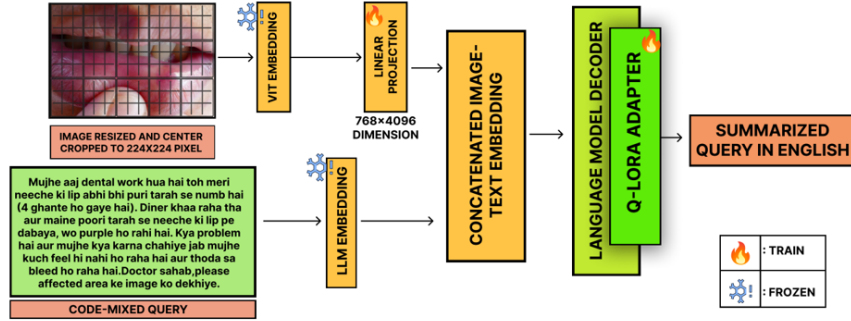 VIT EMBEDDING
LINEAR
PROJECTION
768×4096
DIMENSION
IMAGE RESIZED AND CENTER
CROPPED TO 224X224 PIXEL
Mujhe aaj dental work hua hai toh meri
neeche ki lip abhi bhi puri tarah se numb hai
(4 ghante ho gaye hai). Diner khaa raha tha
aur maine poori tarah se neeche ki lip pe
dabaya, wo purple ho rahi hai. Kya problem
hai aur mujhe kya karna chahiye jab mujhe
kuch feel hi nahi ho raha hai aur thoda sa
bleed ho raha hai.Doctor sahab,please
affected area ke image ko dekhiye.
CODE-MIXED QUERY
LLM EMBEDDING
CONCATENATED IMAGE-
TEXT EMBEDDING
LANGUAGE MODEL DECODER
Q-LORA ADAPTER
SUMMARIZED
QUERY IN ENGLISH
: TRAIN
: FROZEN